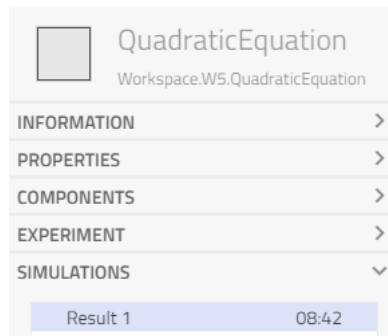 QuadraticEquation
Workspace.W5.QuadraticEquation
INFORMATION
PROPERTIES
COMPONENTS
EXPERIMENT
SIMULATIONS
Result 1 08:42